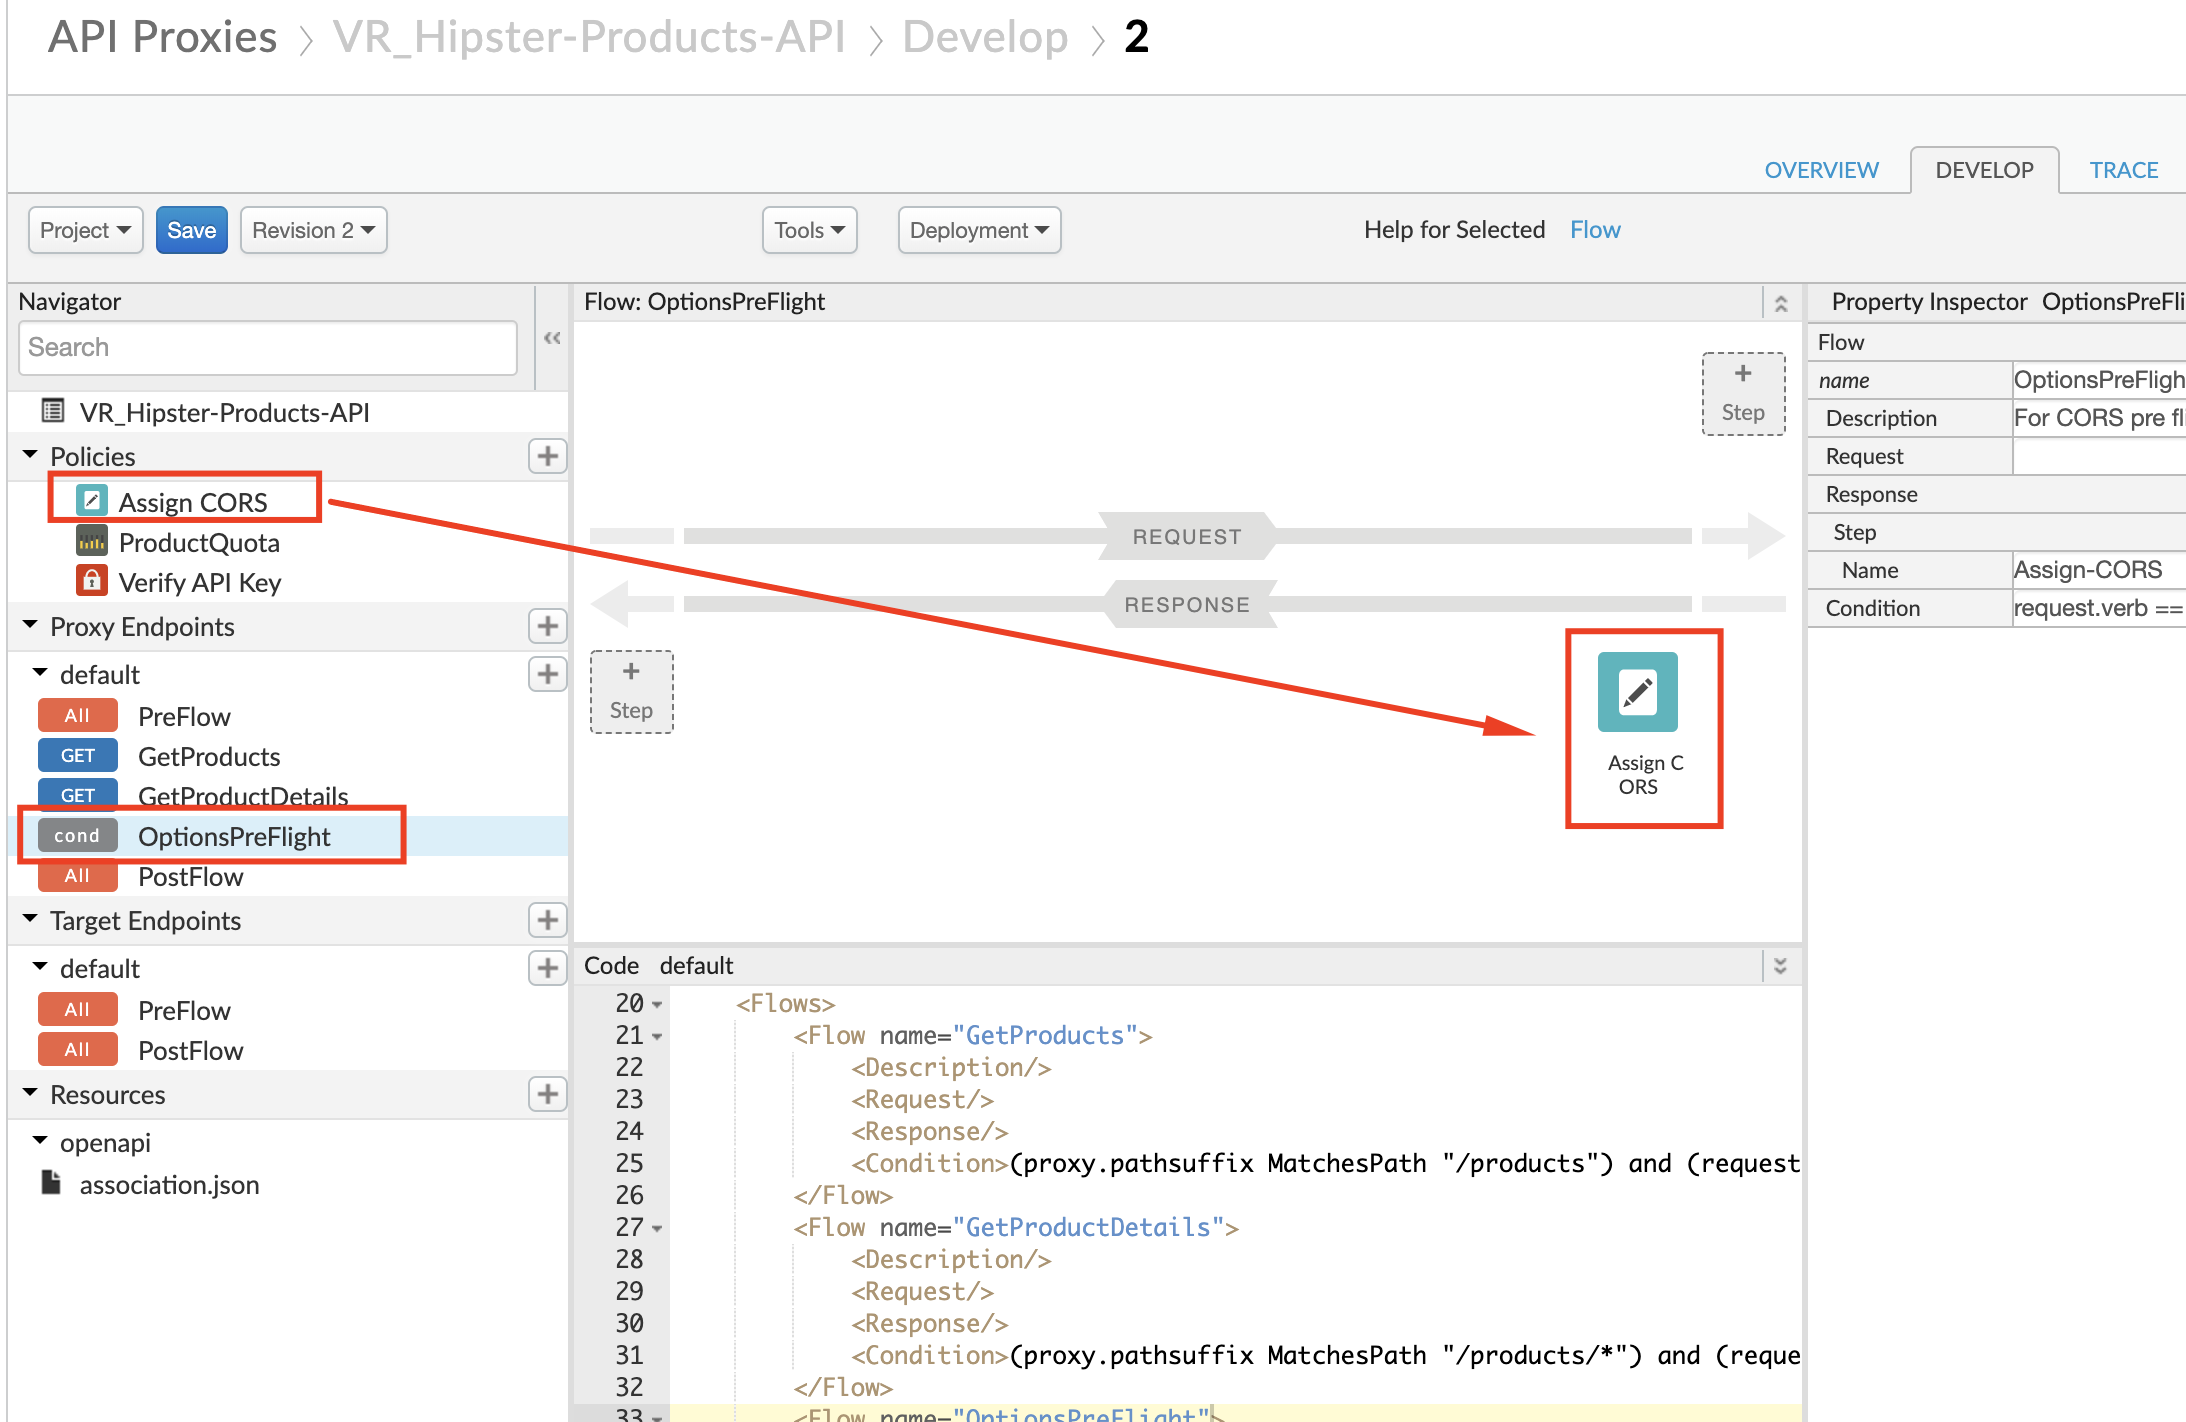 API Proxies > VR_Hipster-Products-API > Develop > 2
OVERVIEW DEVELOP TRACE
Project Save Revision 2 Tools Deployment Help for Selected Flow
Navigator
Search
VR_Hipster-Products-API
Policies
Assign CORS
ProductQuota
Verify API Key
Proxy Endpoints
default
All PreFlow
GET GetProducts
GET GetProductDetails
cond OptionsPreFlight
All PostFlow
Target Endpoints
default
All PreFlow
All PostFlow
Resources
openapi
association.json
Flow: OptionsPreFlight
+
Step
REQUEST
RESPONSE
+
Step
Assign C
ORS
Code default
20 <Flows>
21 <Flow name="GetProducts">
22 <Description/>
23 <Request/>
24 <Response/>
25 <Condition>(proxy.pathsuffix MatchesPath "/products") and (request
26 </Flow>
27 <Flow name="GetProductDetails">
28 <Description/>
29 <Request/>
30 <Response/>
31 <Condition>(proxy.pathsuffix MatchesPath "/products/*") and (reque
32 </Flow>
33 <Flow name="OptionsPreFlight">
Property Inspector OptionsPreFli
Flow
name OptionsPreFligh
Description For CORS pre fli
Request
Response
Step
Name Assign-CORS
Condition request.verb ==